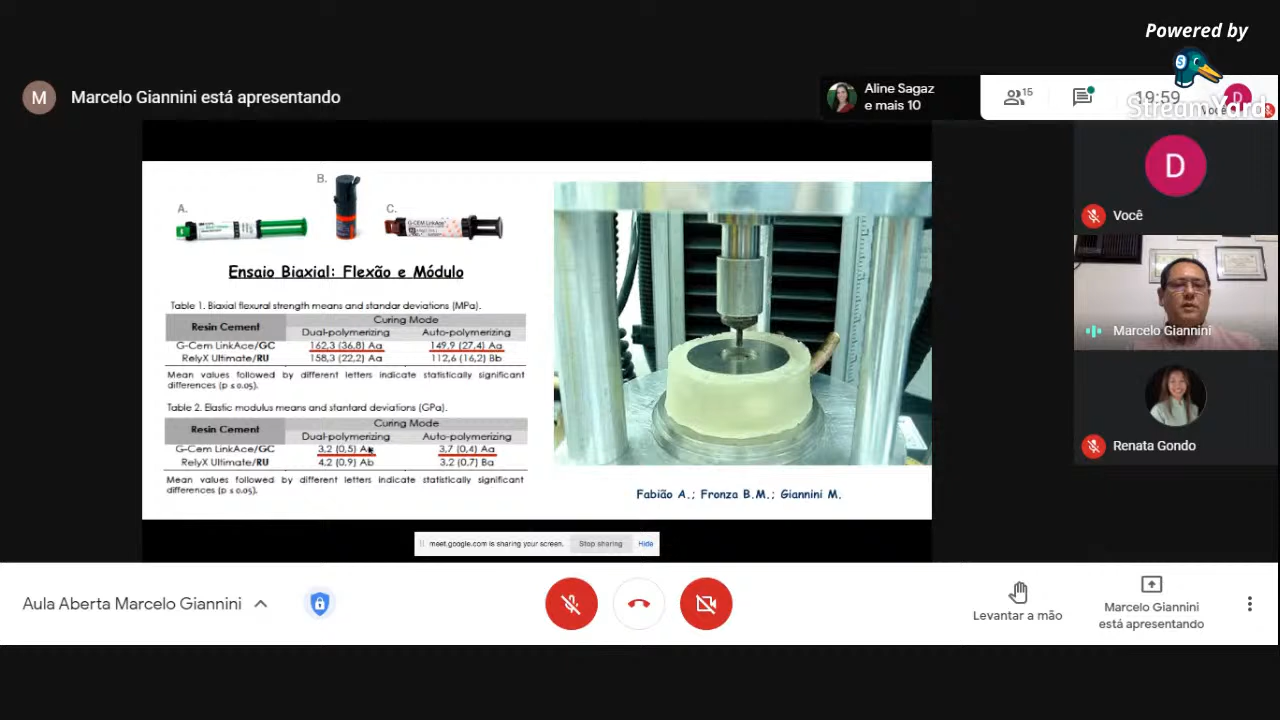 Powered by
StreamYard
M
Marcelo Giannini está apresentando
Aline Sagaz
e mais 10
15
19:59
D
Você
B.
A.
C.
G-CEM LinkAce
Ensaio Biaxial: Flexão e Módulo
Table 1. Biaxial flexural strength means and standar deviations (MPa).
Resin Cement
Curing Mode
Dual-polymerizing Auto-polymerizing
G-Cem LinkAce/GC 162,3 (36,8) Aa 149,9 (27,4) Aa
RelyX Ultimate/RU 158,3 (22,2) Aa 112,6 (16,2) Bb
Mean values followed by different letters indicate statistically significant
differences (p ≤ 0.05).
Table 2. Elastic modulus means and stantard deviations (GPa).
Resin Cement
Curing Mode
Dual-polymerizing Auto-polymerizing
G-Cem LinkAce/GC 3,2 (0,5) 3,7 (0,4) Aa
RelyX Ultimate/RU 4,2 (0,9) Ab 3,2 (0,7) Ba
Mean values followed by different letters indicate statistically significant
differences (p ≤ 0.05).
Fabião A.; Fronza B.M.; Giannini M.
D
Você
Marcelo Giannini
Renata Gondo
meet.google.com is sharing your screen. Stop sharing Hide
Aula Aberta Marcelo Giannini
Levantar a mão
Marcelo Giannini
está apresentando